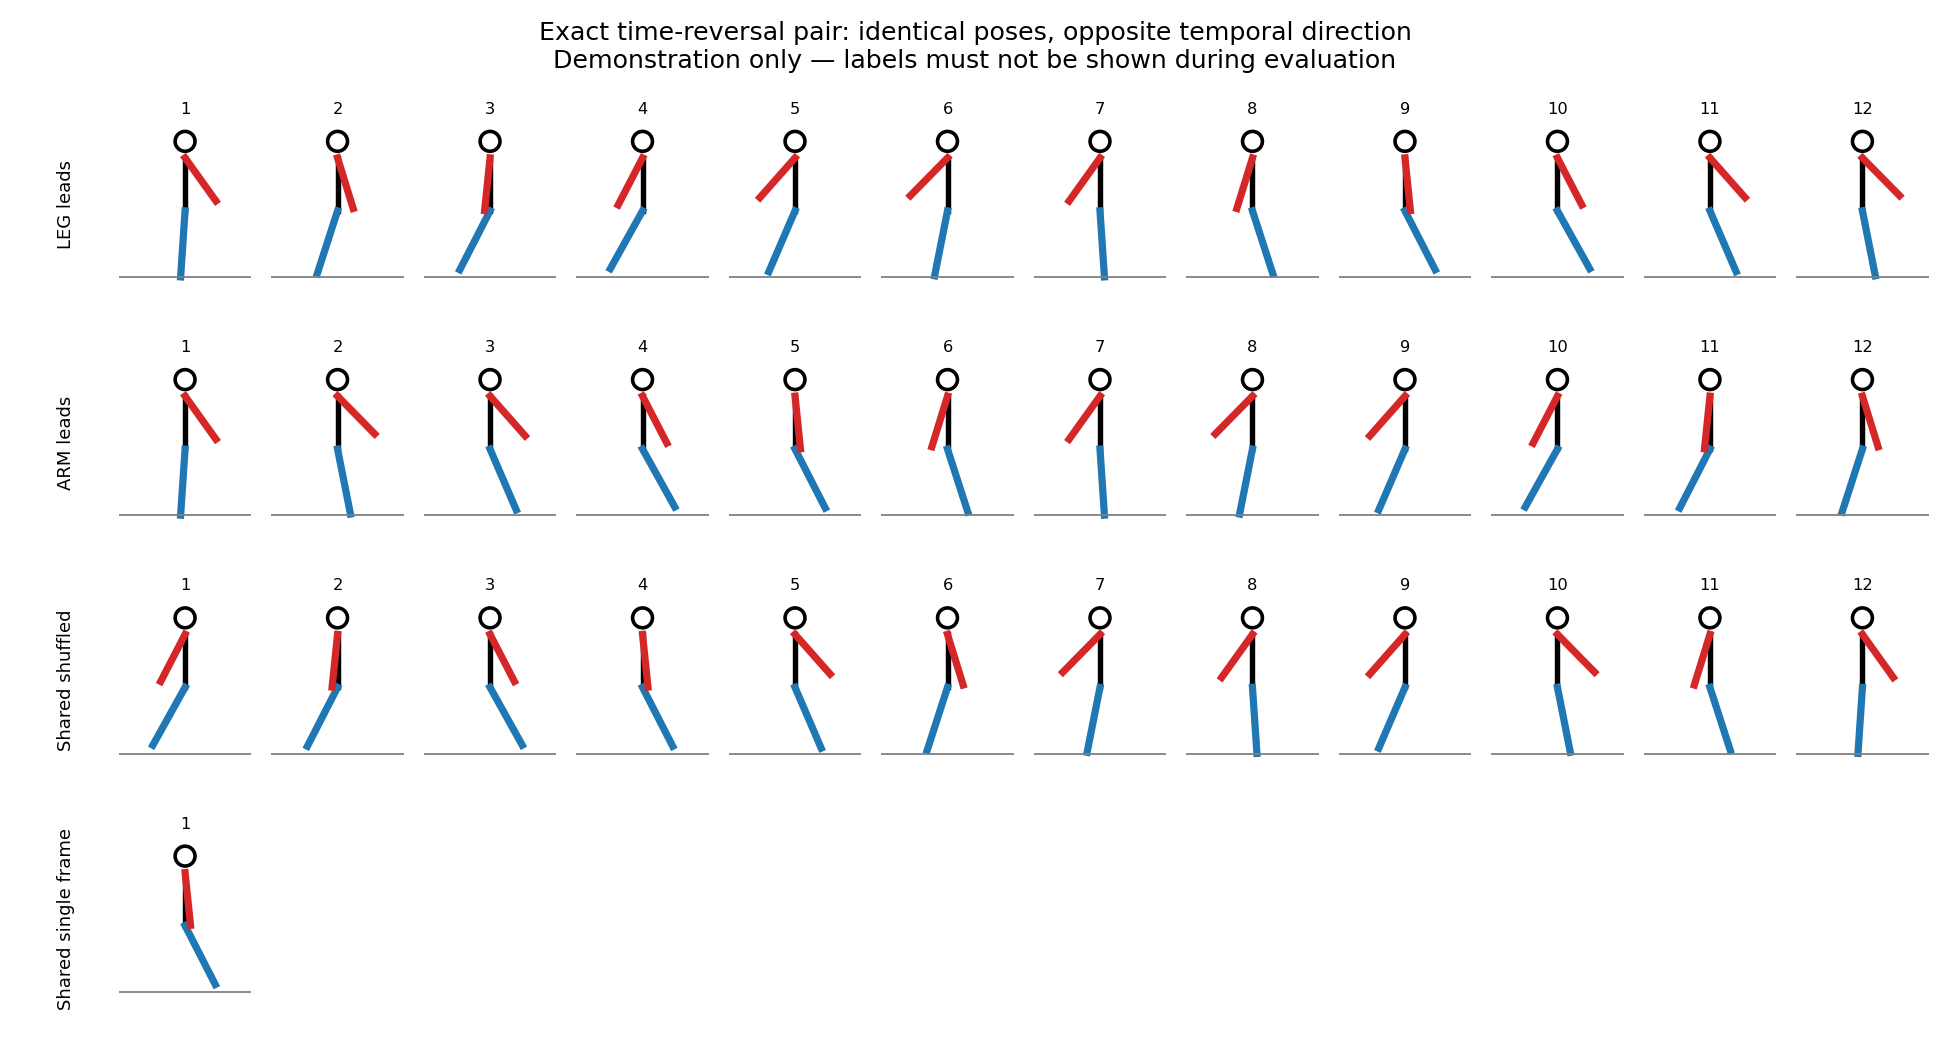 Exact time-reversal pair: identical poses, opposite temporal direction
Demonstration only — labels must not be shown during evaluation
1 2 3 4 5 6 7 8 9 10 11 12
LEG leads
1 2 3 4 5 6 7 8 9 10 11 12
ARM leads
1 2 3 4 5 6 7 8 9 10 11 12
Shared shuffled
1
Shared single frame